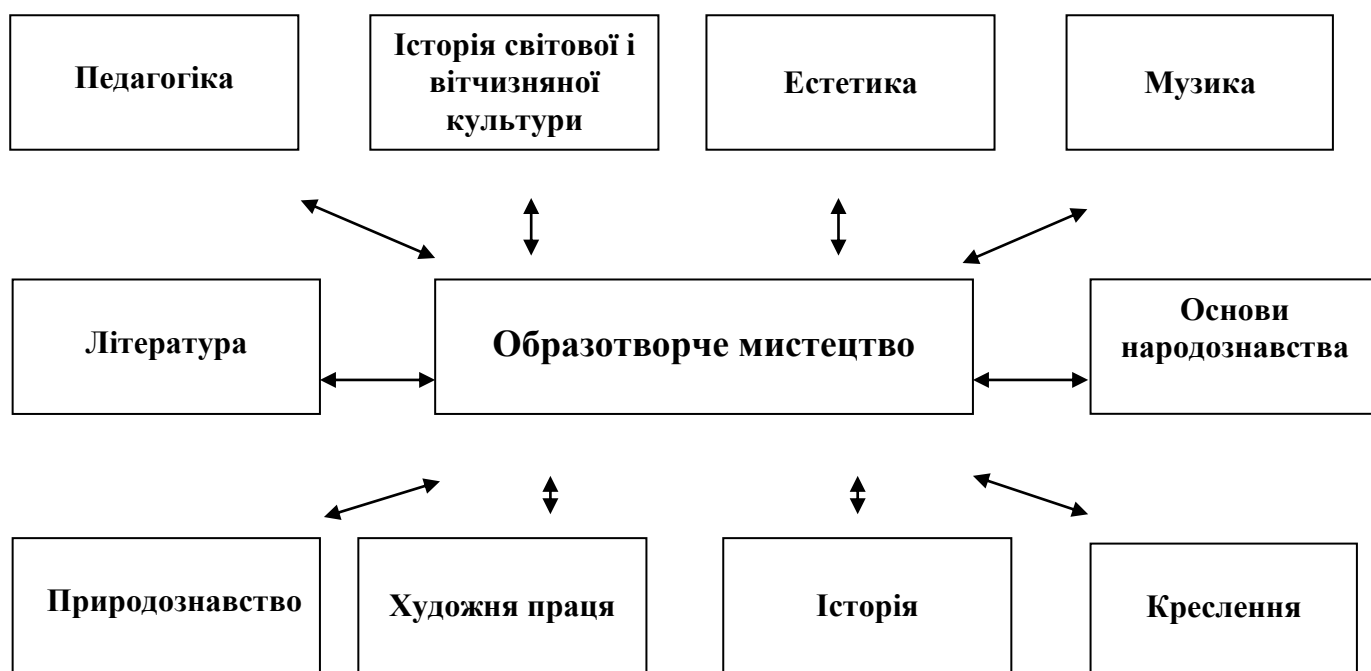 Педагогіка
Історія світової і
вітчизняної
культури
Естетика
Музика
Література
Образотворче мистецтво
Основи
народознавства
Природознавство
Художня праця
Історія
Креслення